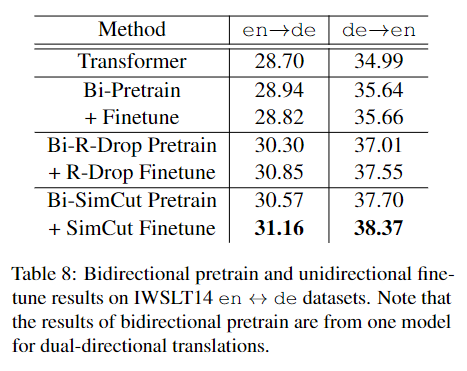 Method en→de de→en
Transformer 28.70 34.99
Bi-Pretrain 28.94 35.64
+ Finetune 28.82 35.66
Bi-R-Drop Pretrain 30.30 37.01
+ R-Drop Finetune 30.85 37.55
Bi-SimCut Pretrain 30.57 37.70
+ SimCut Finetune 31.16 38.37
Table 8: Bidirectional pretrain and unidirectional fine-
tune results on IWSLT14 en ↔ de datasets. Note that
the results of bidirectional pretrain are from one model
for dual-directional translations.